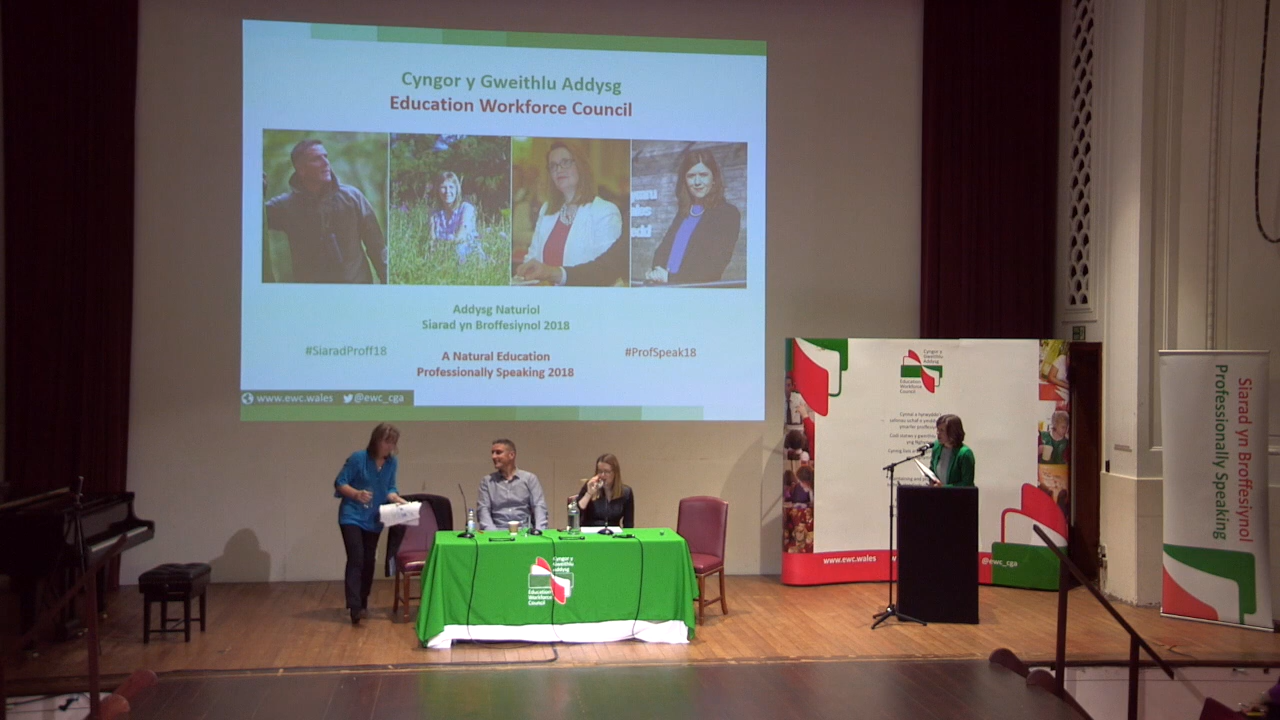 Cyngor y Gweithlu Addysg
Education Workforce Council
Addysg Naturiol
Siarad yn Broffesiynol 2018
#SiaradProff18
#ProfSpeak18
A Natural Education
Professionally Speaking 2018
www.ewc.wales @ewc_cga
Cyngor y
Gweithlu
Addysg
Education
Workforce
Council
www.ewc.wales
@ewc_cga
Cyngor y
Gweithlu
Addysg
Education
Workforce
Council
Siarad yn Broffesiynol
Professionally Speaking